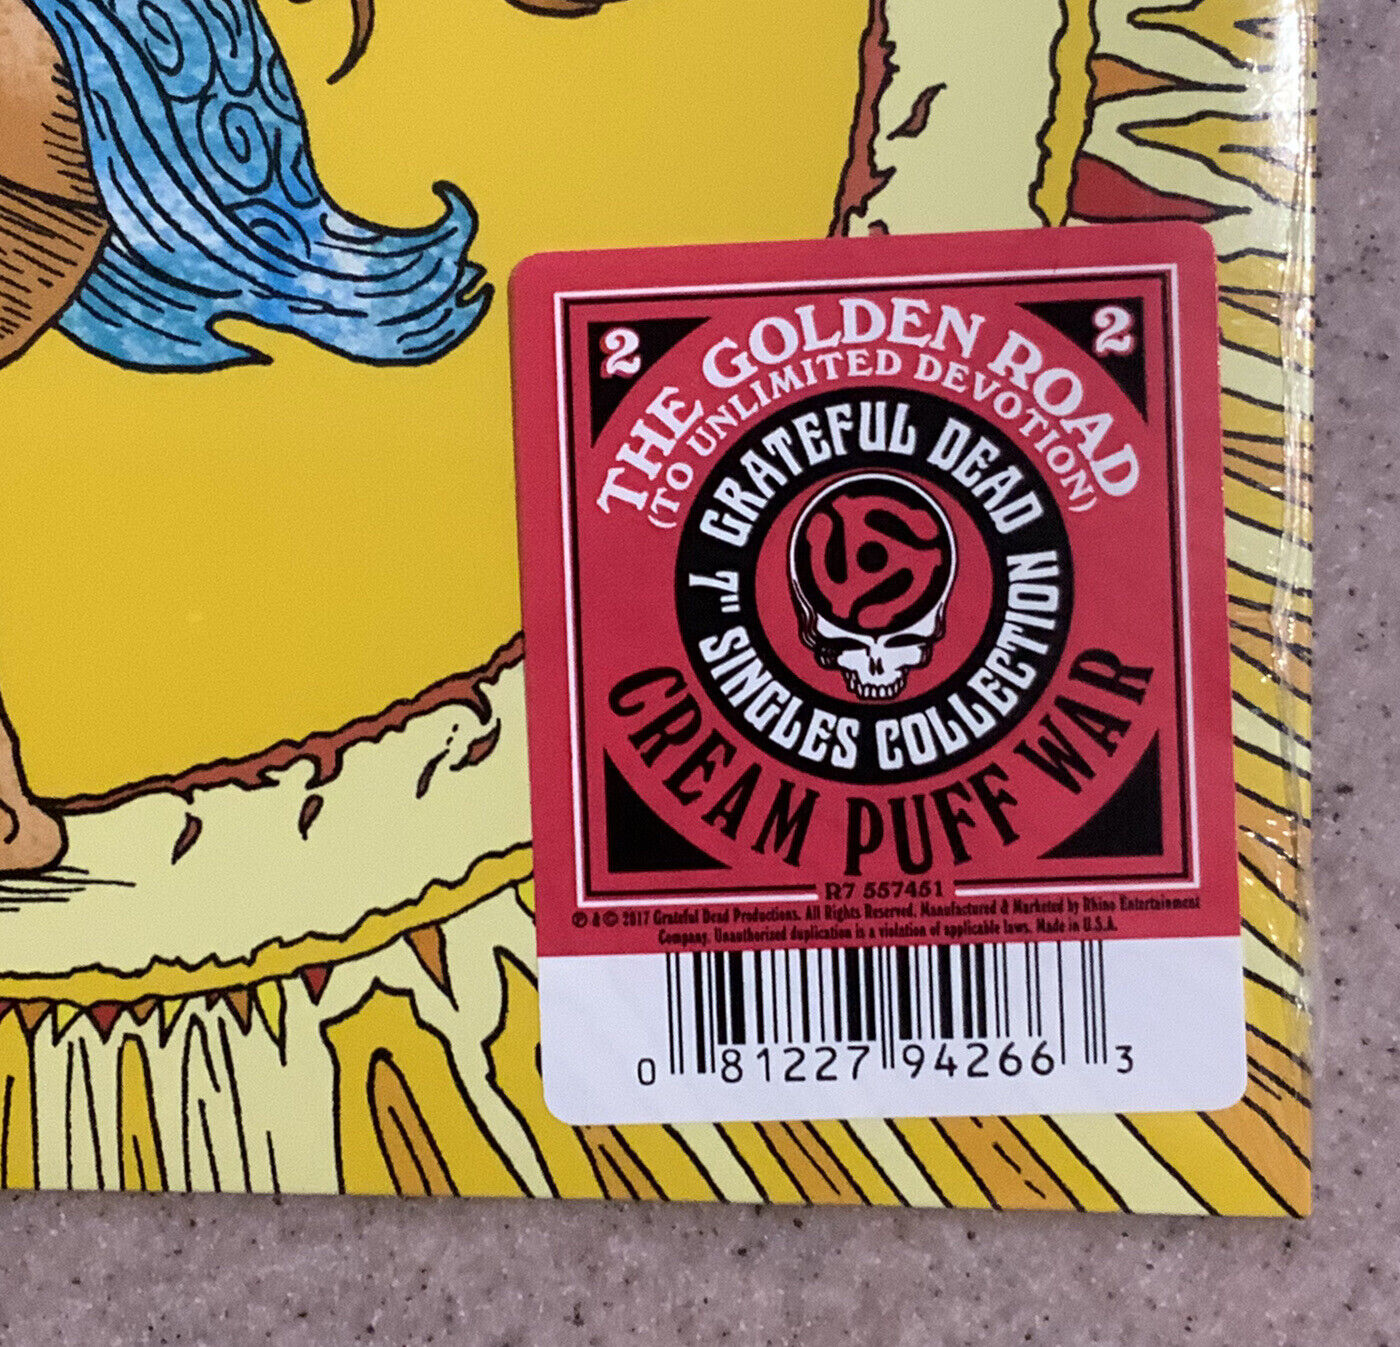 2 2
THE GOLDEN ROAD
(TO UNLIMITED DEVOTION)
GRATEFUL DEAD
7" SINGLES COLLECTION
CREAM PUFF WAR
R7 557451
℗ & © 2017 Grateful Dead Productions. All Rights Reserved. Manufactured & Marketed by Rhino Entertainment
Company. Unauthorized duplication is a violation of applicable laws. Made in U.S.A.
0 81227 94266 3